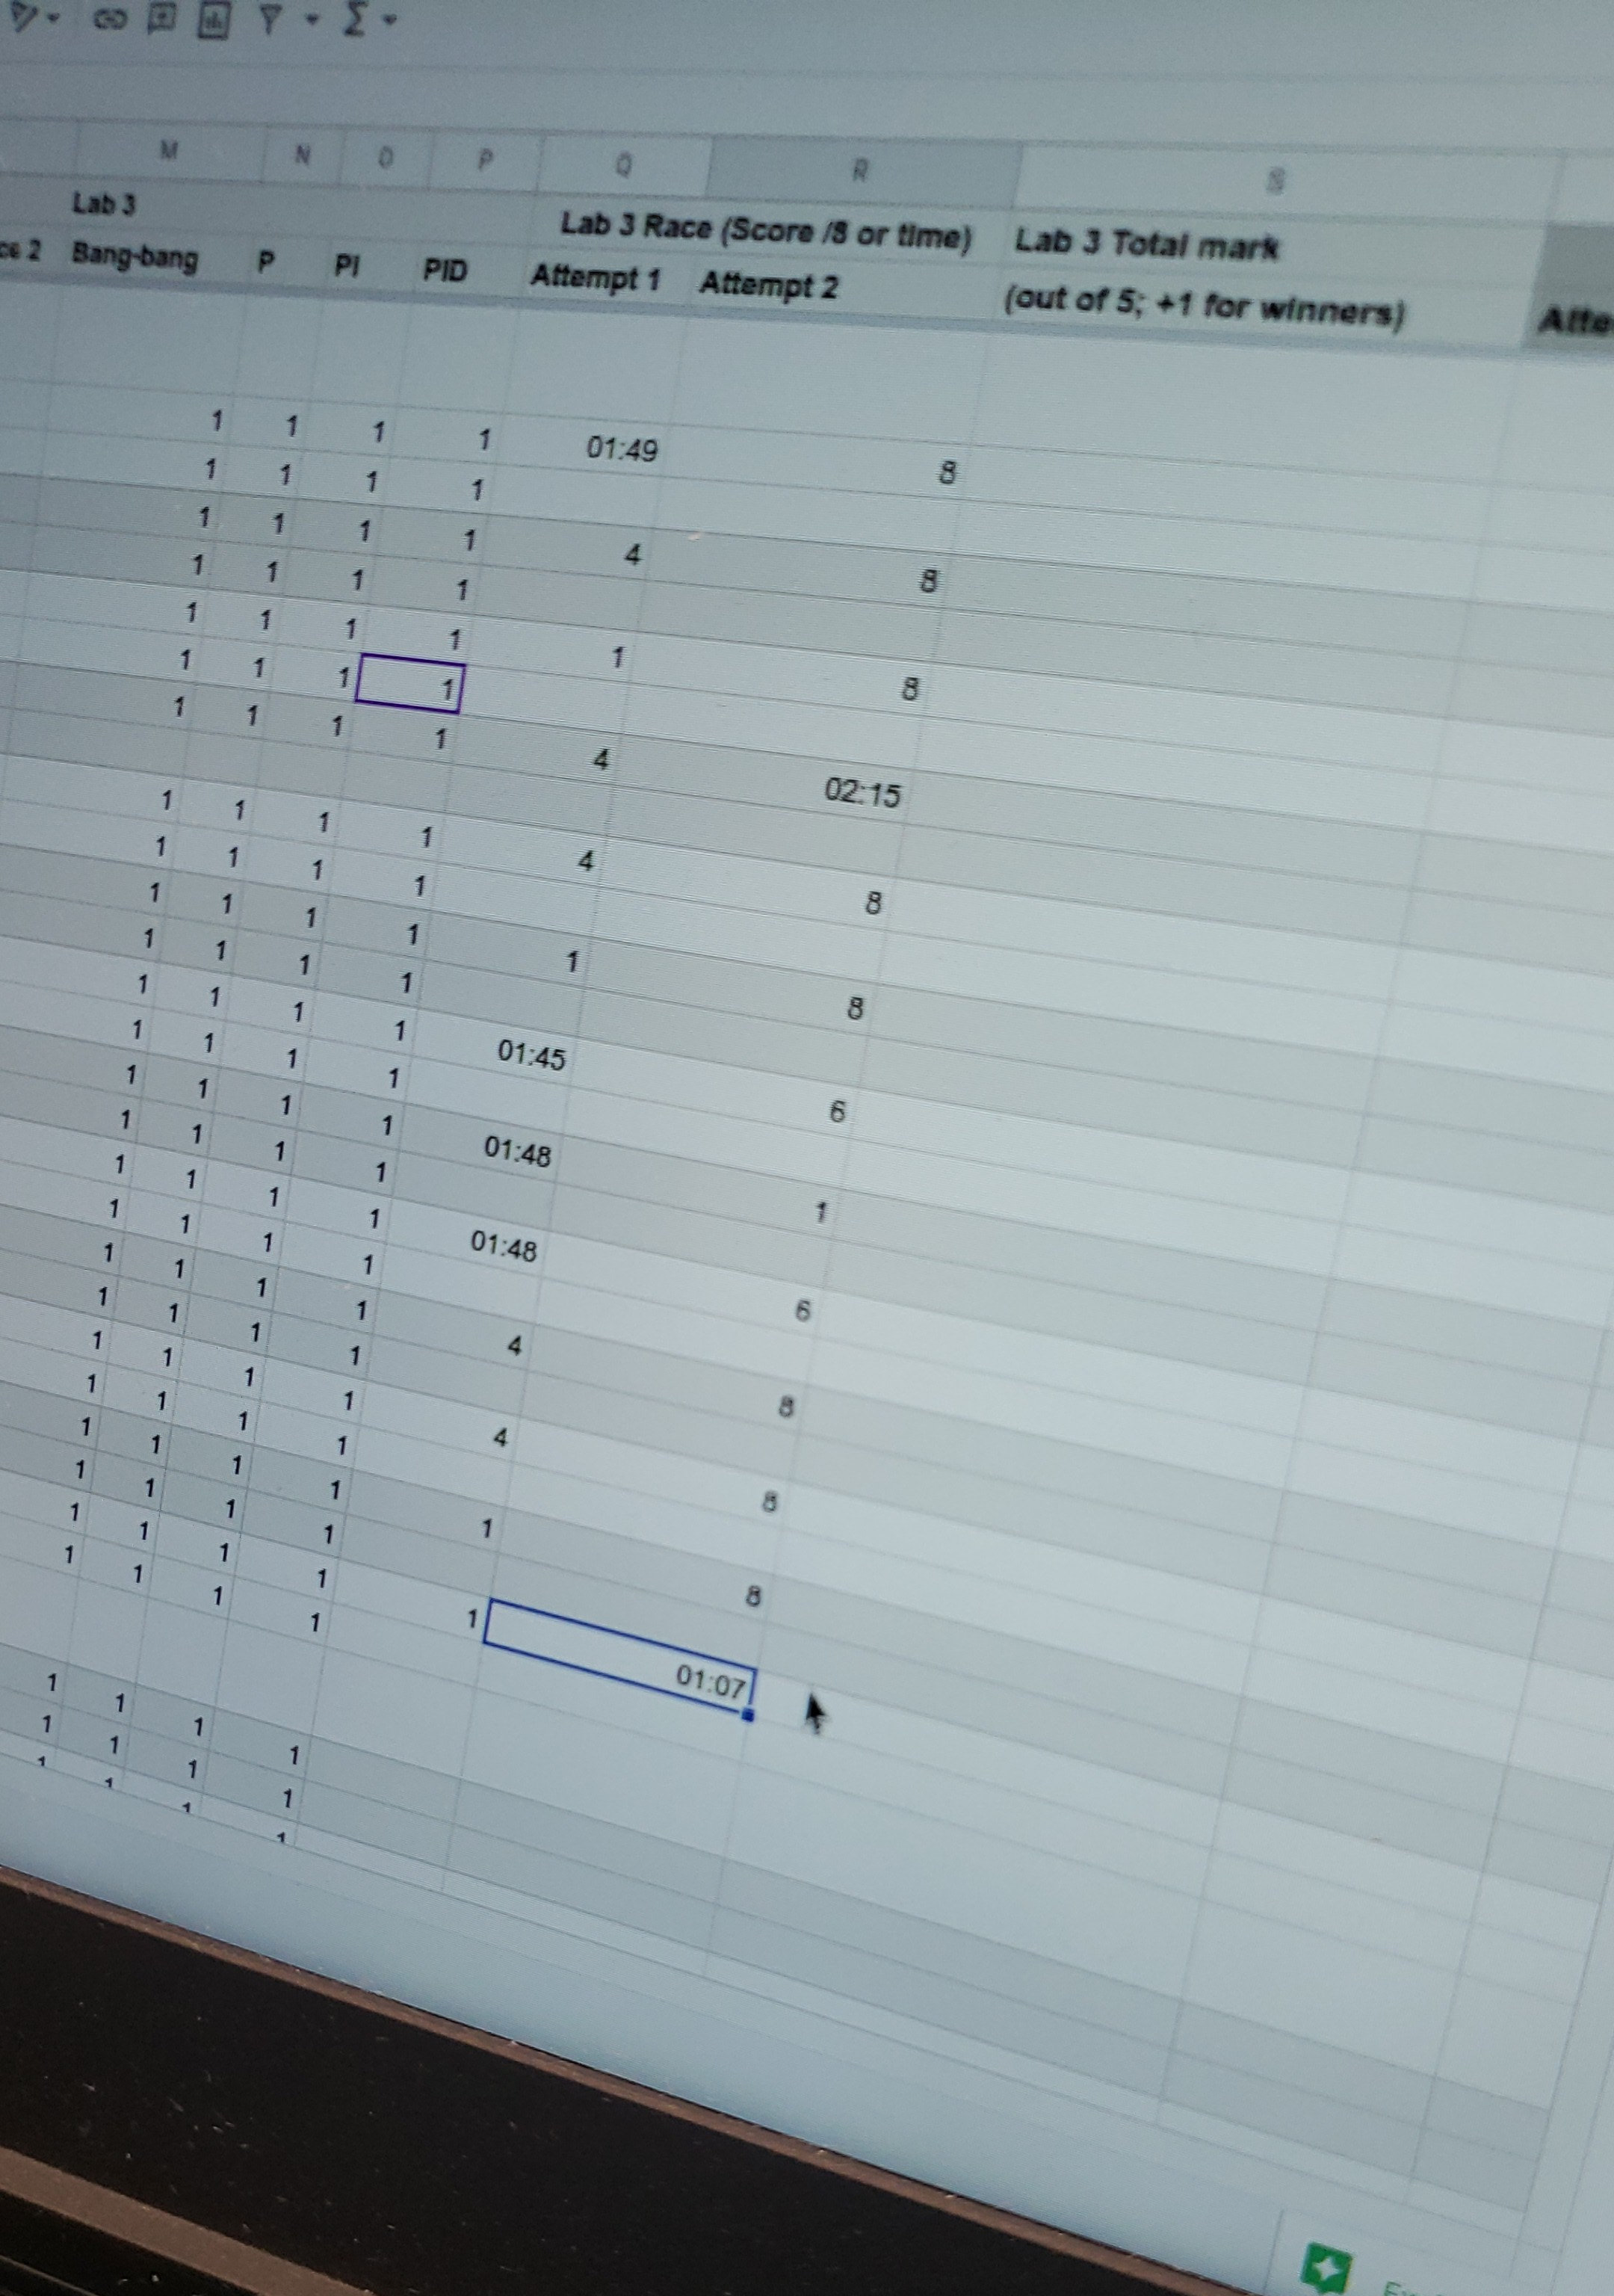 M N O P Q R S
Lab 3 Lab 3 Race (Score /8 or time) Lab 3 Total mark
ce 2 Bang-bang P PI PID Attempt 1 Attempt 2 (out of 5; +1 for winners) Atte
1 1 1 1 01:49 8
1 1 1 1
1 1 1 1 4 8
1 1 1 1
1 1 1 1 1 8
1 1 1 1
1 1 1 1 4 02:15
1 1 1 1 4 8
1 1 1 1
1 1 1 1 1 8
1 1 1 1
1 1 1 1 01:45 6
1 1 1 1
1 1 1 1 01:48 1
1 1 1 1
1 1 1 1 01:48 6
1 1 1 1
1 1 1 1 4 8
1 1 1 1
1 1 1 1 4 8
1 1 1 1
1 1 1 1 1 8
1 1 1 1
1 1 1 1 1 01:07
1 1 1 1
1 1 1 1
1 1 1 1
1 1 1 1